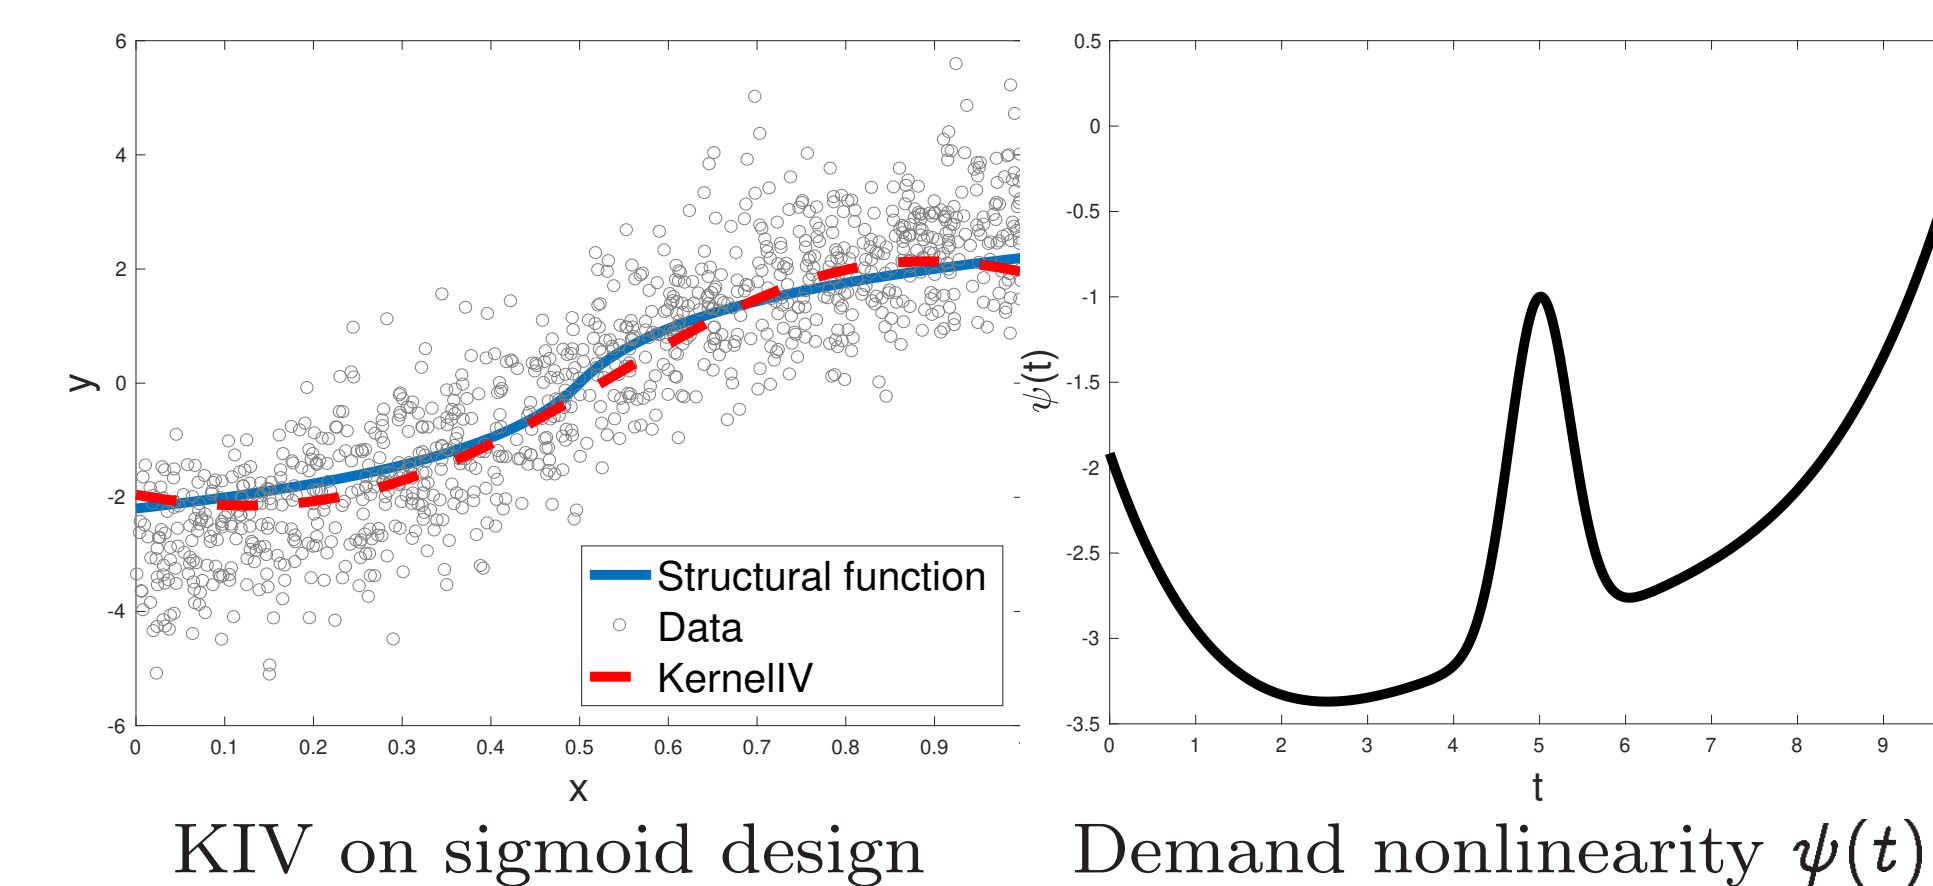 6
4
2
0
-2
-4
-6
y
0 0.1 0.2 0.3 0.4 0.5 0.6 0.7 0.8 0.9
x
Structural function
Data
KernelIV
KIV on sigmoid design
0.5
0
-0.5
-1
-1.5
-2
-2.5
-3
-3.5
ψ(t)
0 1 2 3 4 5 6 7 8 9
t
Demand nonlinearity ψ(t)